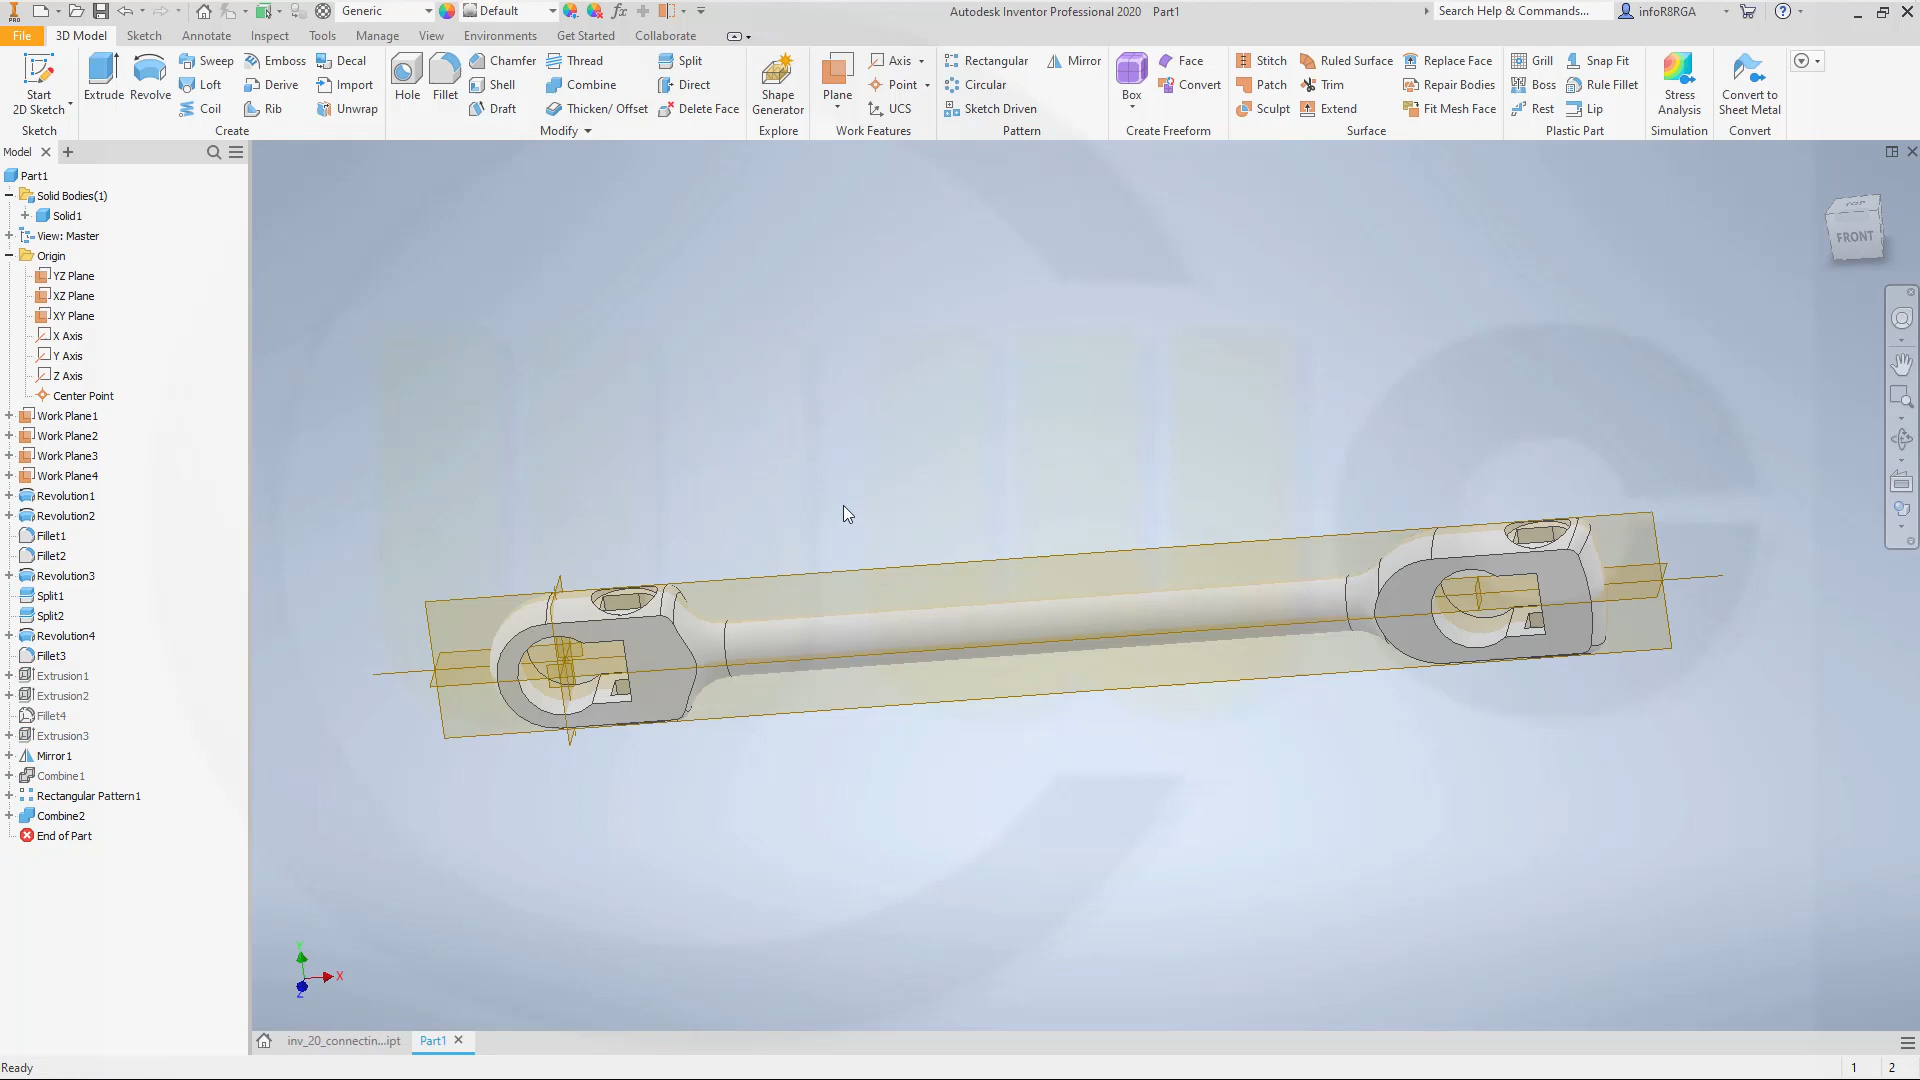 Generic
Default
Autodesk Inventor Professional 2020 Part1
Search Help & Commands...
infoR8RGA
File
3D Model
Sketch
Annotate
Inspect
Tools
Manage
View
Environments
Get Started
Collaborate
Start
2D Sketch
Sketch
Extrude
Revolve
Sweep
Emboss
Decal
Loft
Derive
Import
Coil
Rib
Unwrap
Create
Hole
Fillet
Chamfer
Thread
Split
Shell
Combine
Direct
Draft
Thicken/ Offset
Delete Face
Modify
Shape
Generator
Explore
Plane
Axis
Point
UCS
Work Features
Rectangular
Mirror
Circular
Sketch Driven
Pattern
Box
Face
Convert
Create Freeform
Stitch
Ruled Surface
Replace Face
Patch
Trim
Repair Bodies
Sculpt
Extend
Fit Mesh Face
Surface
Grill
Snap Fit
Boss
Rule Fillet
Rest
Lip
Plastic Part
Stress
Analysis
Simulation
Convert to
Sheet Metal
Convert
Model
Part1
Solid Bodies(1)
Solid1
View: Master
Origin
YZ Plane
XZ Plane
XY Plane
X Axis
Y Axis
Z Axis
Center Point
Work Plane1
Work Plane2
Work Plane3
Work Plane4
Revolution1
Revolution2
Fillet1
Fillet2
Revolution3
Split1
Split2
Revolution4
Fillet3
Extrusion1
Extrusion2
Fillet4
Extrusion3
Mirror1
Combine1
Rectangular Pattern1
Combine2
End of Part
TOP
FRONT
Y
X
Z
inv_20_connectin...ipt
Part1
Ready
1
2